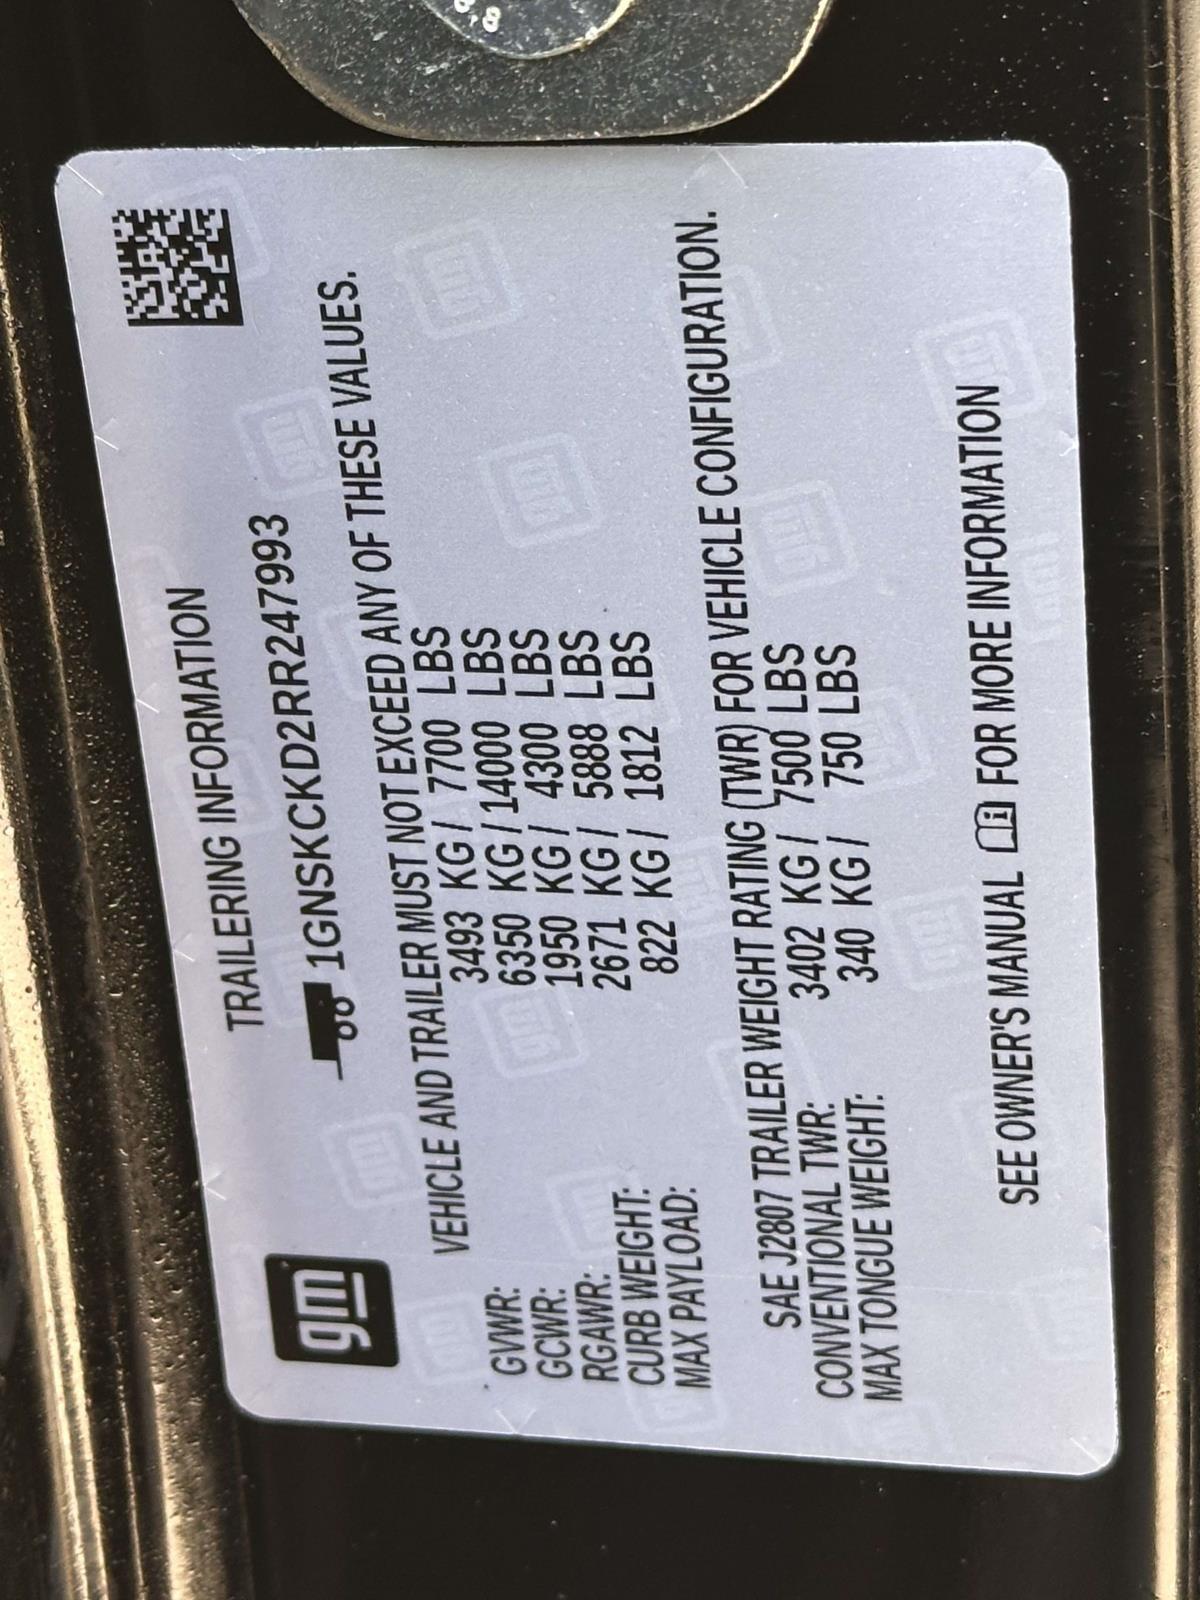 8.8
gm
TRAILERING INFORMATION
1GNSKCKD2RR247993
VEHICLE AND TRAILER MUST NOT EXCEED ANY OF THESE VALUES.
GVWR: 3493 KG / 7700 LBS
GCWR: 6350 KG / 14000 LBS
RGAWR: 1950 KG / 4300 LBS
CURB WEIGHT: 2671 KG / 5888 LBS
MAX PAYLOAD: 822 KG / 1812 LBS
SAE J2807 TRAILER WEIGHT RATING (TWR) FOR VEHICLE CONFIGURATION.
CONVENTIONAL TWR: 3402 KG / 7500 LBS
MAX TONGUE WEIGHT: 340 KG / 750 LBS
SEE OWNER'S MANUAL FOR MORE INFORMATION